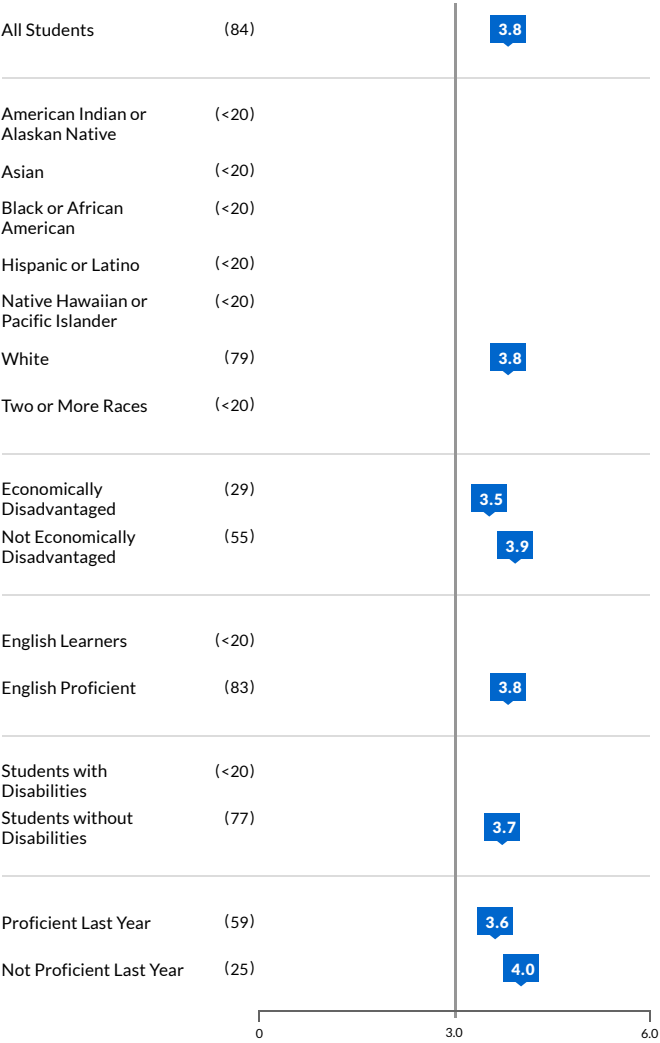 All Students (84) 3.8
American Indian or (<20)
Alaskan Native
Asian (<20)
Black or African (<20)
American
Hispanic or Latino (<20)
Native Hawaiian or (<20)
Pacific Islander
White (79) 3.8
Two or More Races (<20)
Economically (29) 3.5
Disadvantaged
Not Economically (55) 3.9
Disadvantaged
English Learners (<20)
English Proficient (83) 3.8
Students with (<20)
Disabilities
Students without (77) 3.7
Disabilities
Proficient Last Year (59) 3.6
Not Proficient Last Year (25) 4.0
0 3.0 6.0